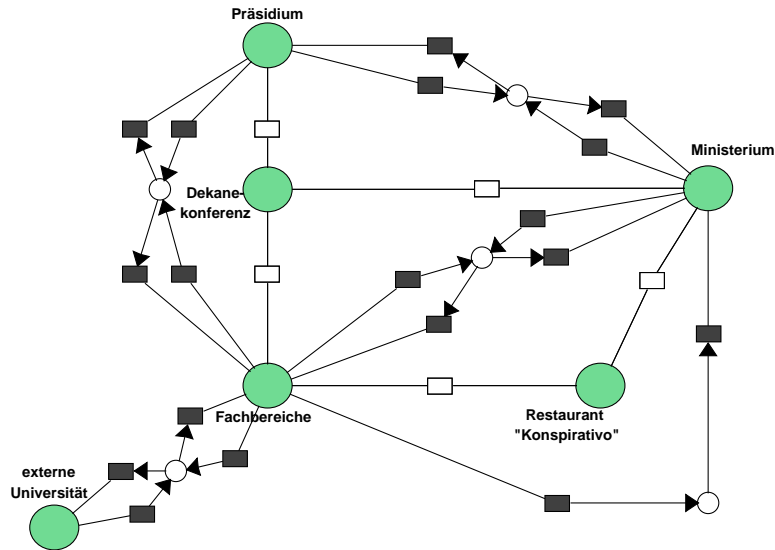 Präsidium
Ministerium
Dekane-
konferenz
Fachbereiche
Restaurant
"Konspirativo"
externe
Universität